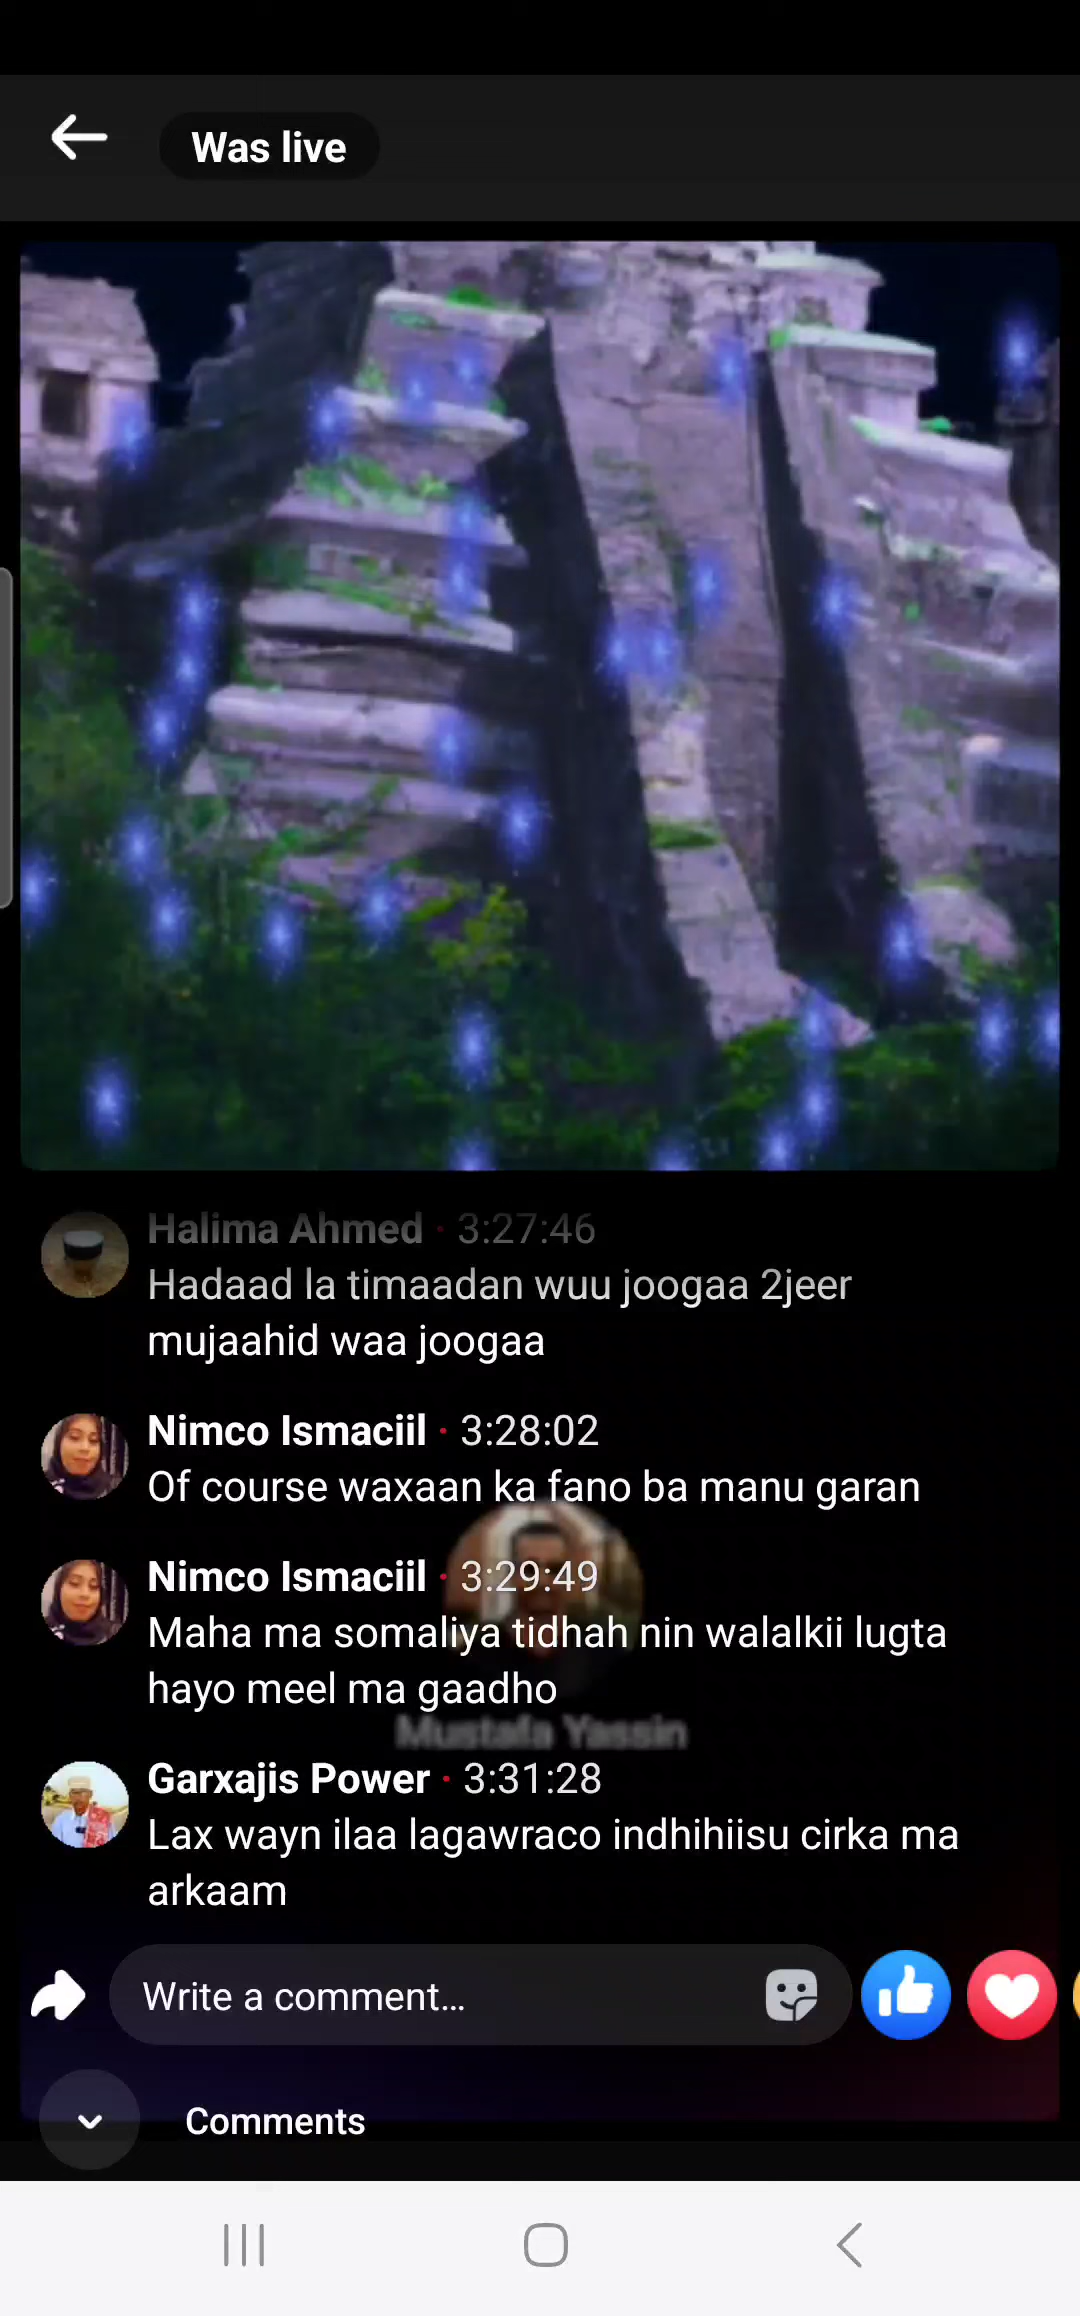 Was live
Halima Ahmed · 3:27:46
Hadaad la timaadan wuu joogaa 2jeer
mujaahid waa joogaa
Nimco Ismaciil · 3:28:02
Of course waxaan ka fano ba manu garan
Nimco Ismaciil · 3:29:49
Maha ma somaliya tidhah nin walalkii lugta
hayo meel ma gaadho
Mustafa Yassin
Garxajis Power · 3:31:28
Lax wayn ilaa lagawraco indhihiisu cirka ma
arkaam
Write a comment...
Comments